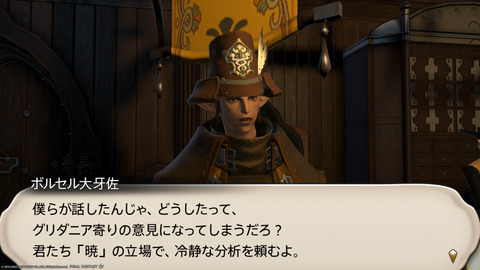 ボルセル大牙佐
僕らが話したんじゃ、どうしたって、
グリダニア寄りの意見になってしまうだろ？
君たち「暁」の立場で、冷静な分析を頼むよ。